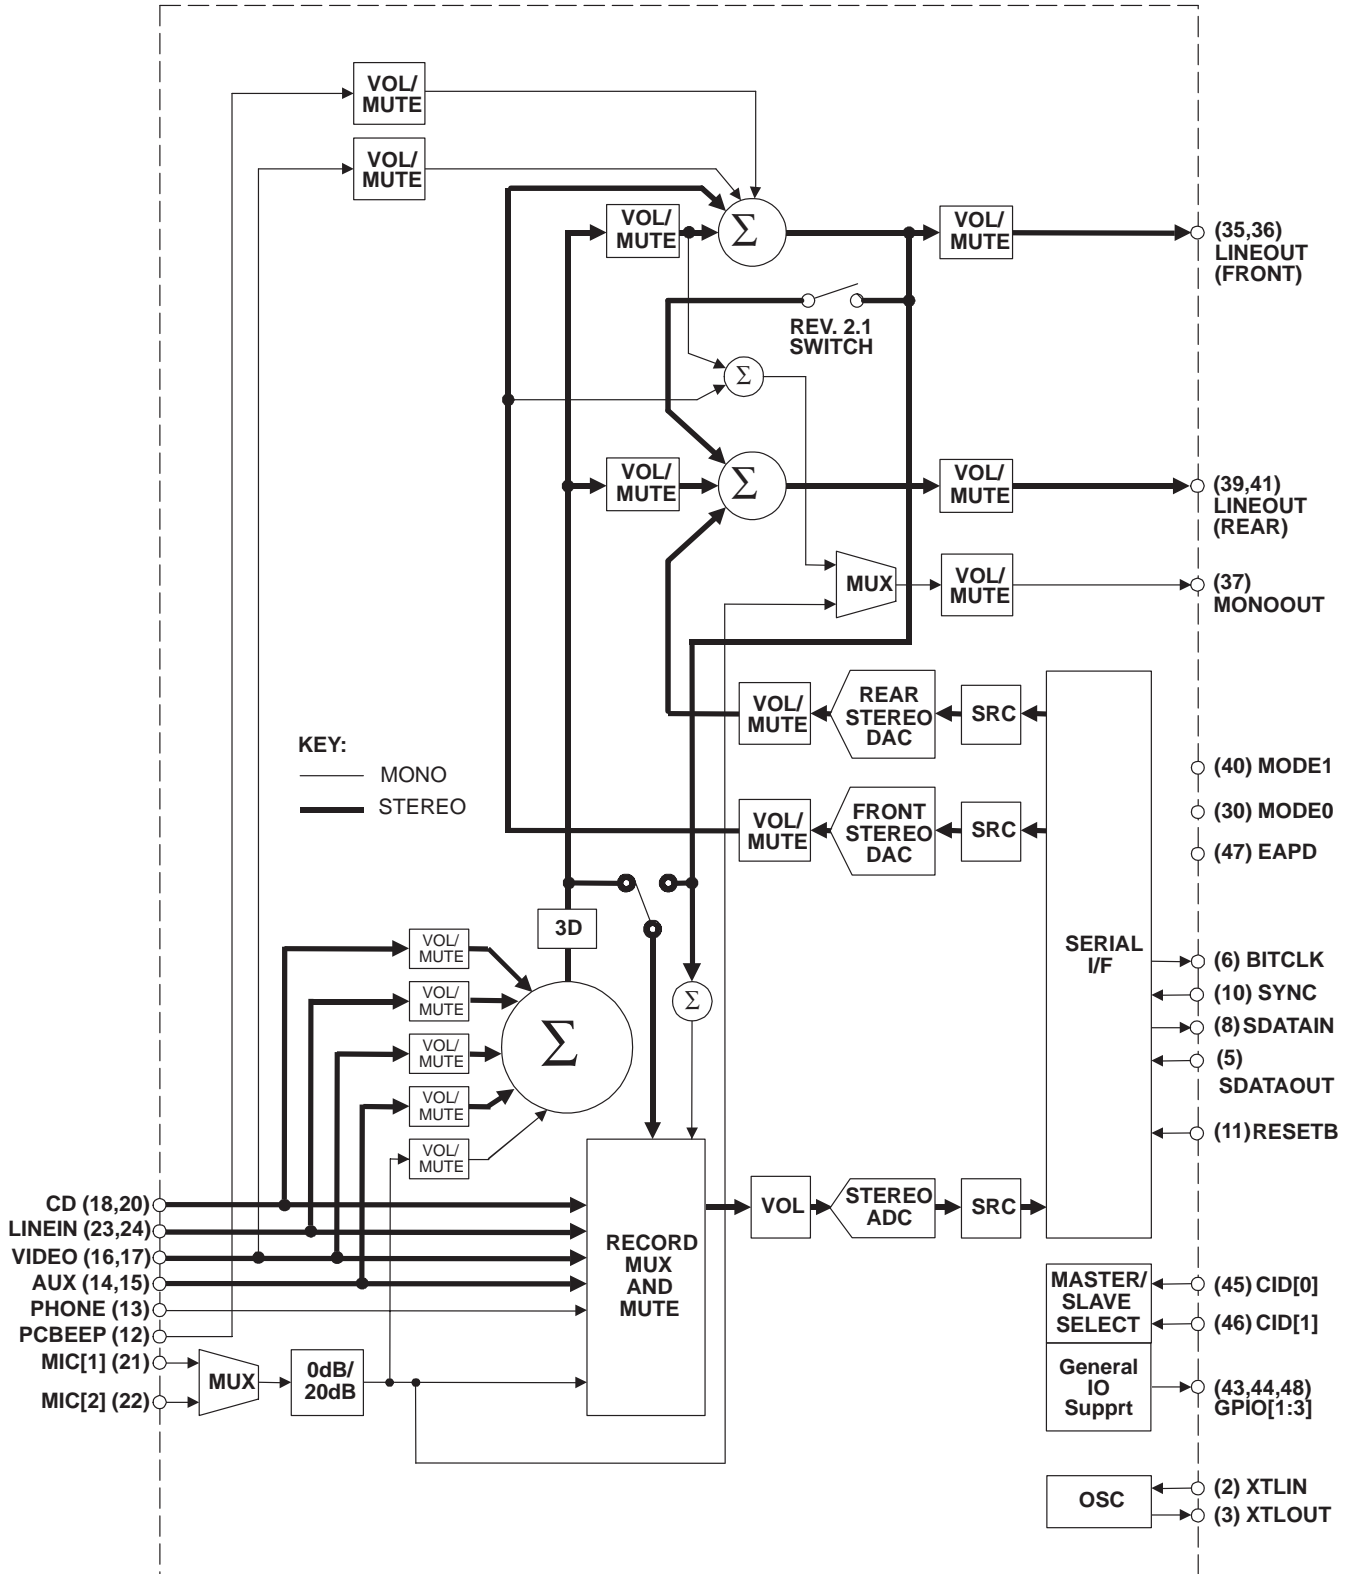 VOL/
MUTE
VOL/
MUTE
VOL/
MUTE
Σ
VOL/
MUTE
(35,36)
LINEOUT
(FRONT)
REV. 2.1
SWITCH
Σ
VOL/
MUTE
Σ
VOL/
MUTE
(39,41)
LINEOUT
(REAR)
MUX
VOL/
MUTE
(37)
MONOOUT
VOL/
MUTE
REAR
STEREO
DAC
SRC
KEY:
MONO
STEREO
VOL/
MUTE
FRONT
STEREO
DAC
SRC
(40) MODE1
(30) MODE0
(47) EAPD
3D
SERIAL
I/F
VOL/
MUTE
VOL/
MUTE
VOL/
MUTE
VOL/
MUTE
VOL/
MUTE
Σ
Σ
(6) BITCLK
(10) SYNC
(8) SDATAIN
(5)
SDATAOUT
(11) RESETB
CD (18,20)
LINEIN (23,24)
VIDEO (16,17)
AUX (14,15)
PHONE (13)
PCBEEP (12)
MIC[1] (21)
MIC[2] (22)
MUX
0dB/
20dB
RECORD
MUX
AND
MUTE
VOL
STEREO
ADC
SRC
MASTER/
SLAVE
SELECT
(45) CID[0]
(46) CID[1]
General
IO
Supprt
(43,44,48)
GPIO[1:3]
OSC
(2) XTLIN
(3) XTLOUT